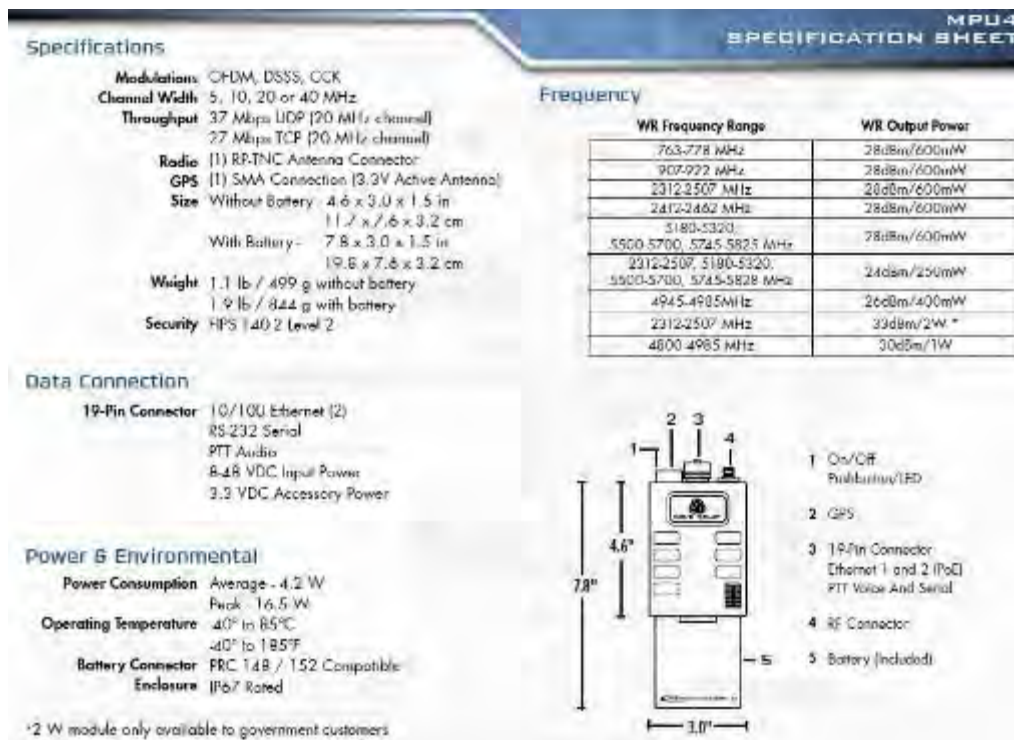 MPU4
SPECIFICATION SHEET
Specifications
Modulations OFDM, DSSS, CCK
Channel Width 5, 10, 20 or 40 MHz
Throughput 37 Mbps UDP (20 MHz channel)
27 Mbps TCP (20 MHz channel)
Radio (1) RP-TNC Antenna Connector
GPS (1) SMA Connection (3.3V Active Antenna)
Size Without Battery - 4.6 x 3.0 x 1.5 in
11.7 x 7.6 x 3.2 cm
With Battery - 7.8 x 3.0 x 1.5 in
19.8 x 7.6 x 3.2 cm
Weight 1.1 lb / 499 g without battery
1.9 lb / 844 g with battery
Security FIPS 140-2 Level 2
Data Connection
19-Pin Connector 10/100 Ethernet (2)
RS-232 Serial
PTT Audio
8-48 VDC Input Power
3.3 VDC Accessory Power
Power & Environmental
Power Consumption Average - 4.2 W
Peak - 16.5 W
Operating Temperature -40° to 85°C
-40° to 185°F
Battery Connector PRC 148 / 152 Compatible
Enclosure IP67 Rated
*2 W module only available to government customers
Frequency
WR Frequency Range WR Output Power
763-778 MHz 28dBm/600mW
907-922 MHz 28dBm/600mW
2312-2507 MHz 28dBm/600mW
2412-2462 MHz 28dBm/600mW
5180-5320,
5500-5700, 5745-5825 MHz 28dBm/600mW
2312-2507, 5180-5320,
5500-5700, 5745-5828 MHz 24dBm/250mW
4945-4985MHz 26dBm/400mW
2312-2507 MHz 33dBm/2W *
4800-4985 MHz 30dBm/1W
2 3
1 4
4.6"
7.8"
5
3.0"
1 On/Off
Pushbutton/LED
2 GPS
3 19-Pin Connector
Ethernet 1 and 2 (PoE)
PTT Voice And Serial
4 RF Connector
5 Battery (Included)